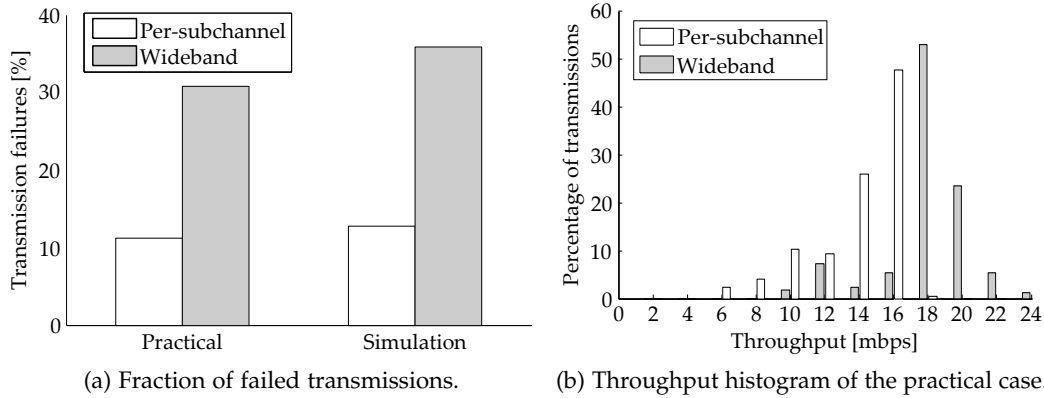 Transmission failures [%]
40
30
20
10
0
Per-subchannel
Wideband
Practical
Simulation
(a) Fraction of failed transmissions.
Percentage of transmissions
60
50
40
30
20
10
0
Per-subchannel
Wideband
0 2 4 6 8 10 12 14 16 18 20 22 24
Throughput [mbps]
(b) Throughput histogram of the practical case.